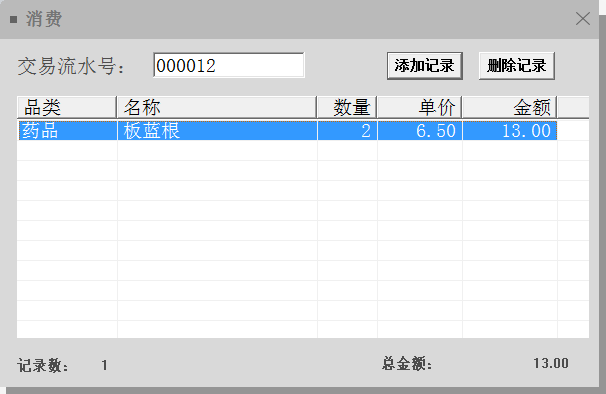 消费
交易流水号： 000012 添加记录 删除记录
品类 名称 数量 单价 金额
药品 板蓝根 2 6.50 13.00
记录数： 1 总金额： 13.00